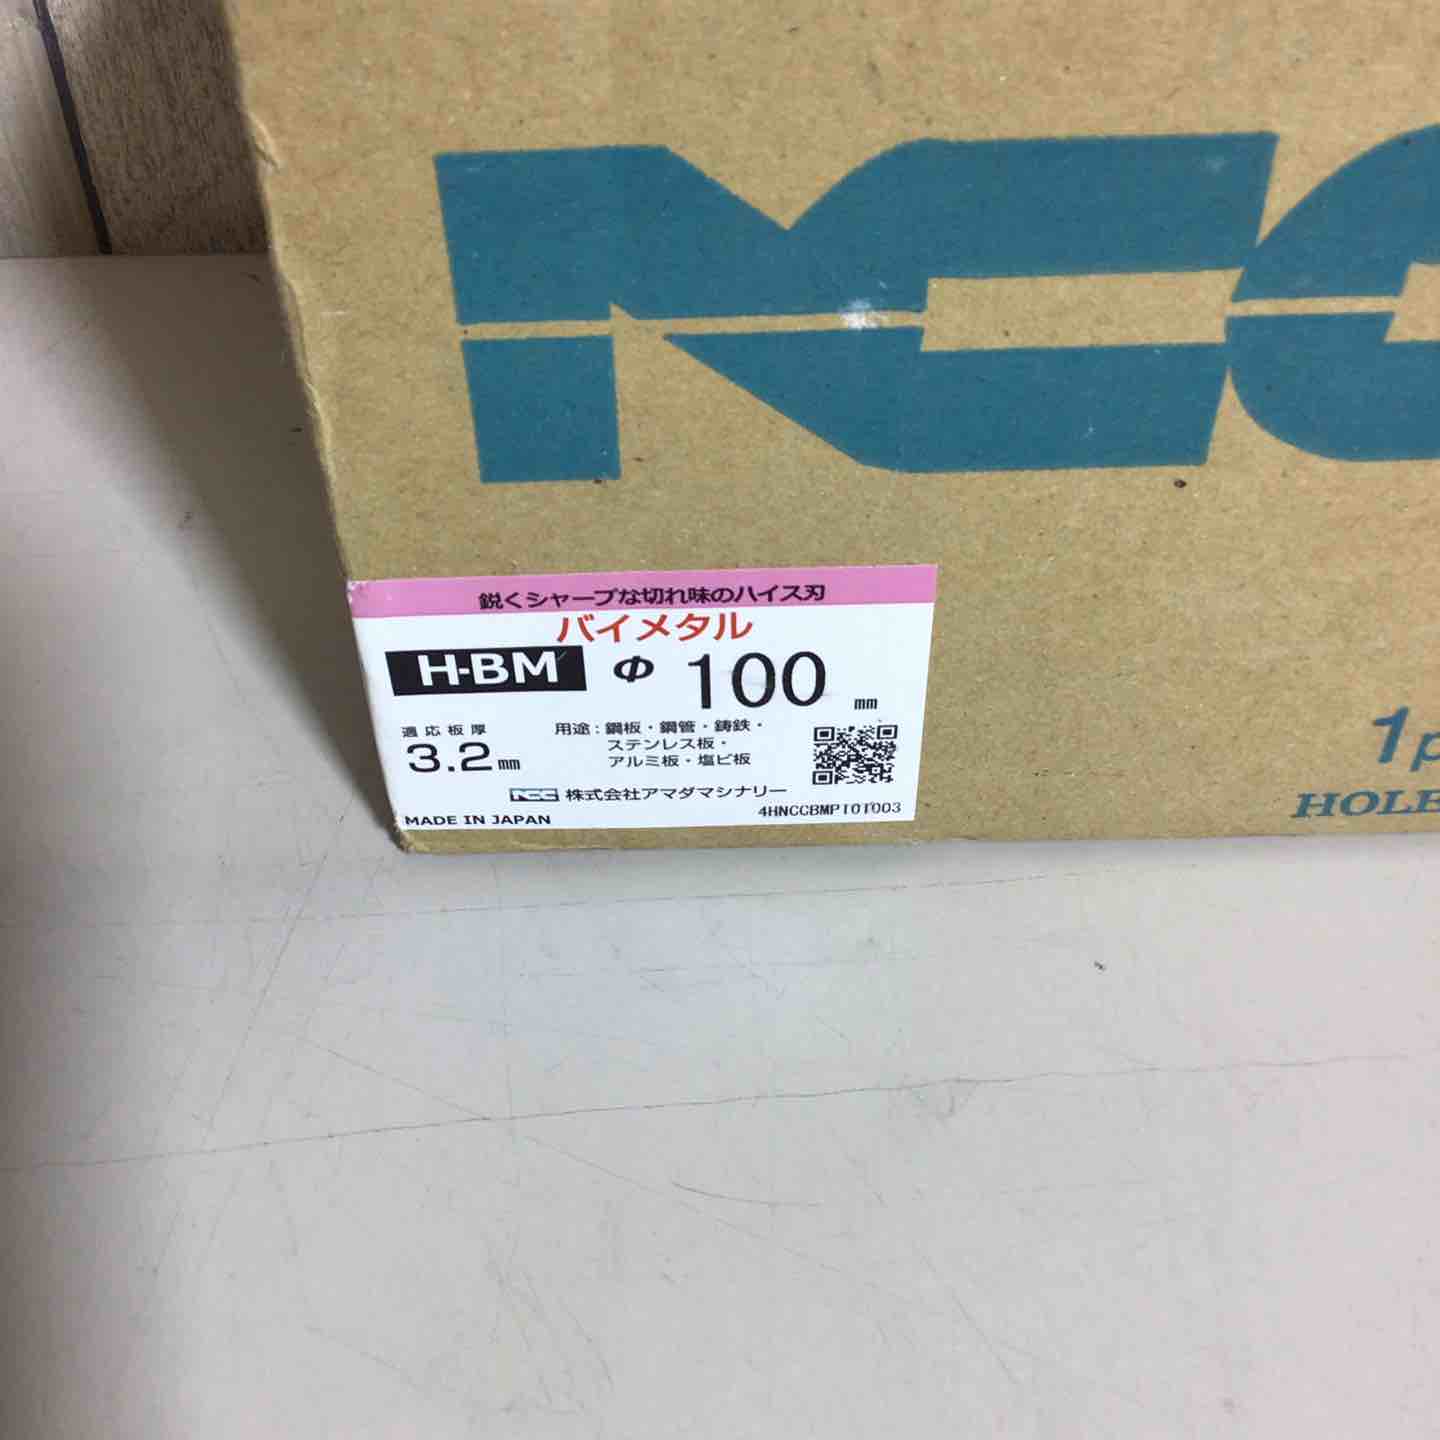 NCC
鋭くシャープな切れ味のハイス刃
バイメタル
H-BM Φ 100 mm
適応板厚
3.2mm
用途：鋼板・鋼管・鋳鉄・
ステンレス板・
アルミ板・塩ビ板
NCC 株式会社アマダマシナリー
MADE IN JAPAN
4HNCCBMP101003
1p
HOLE